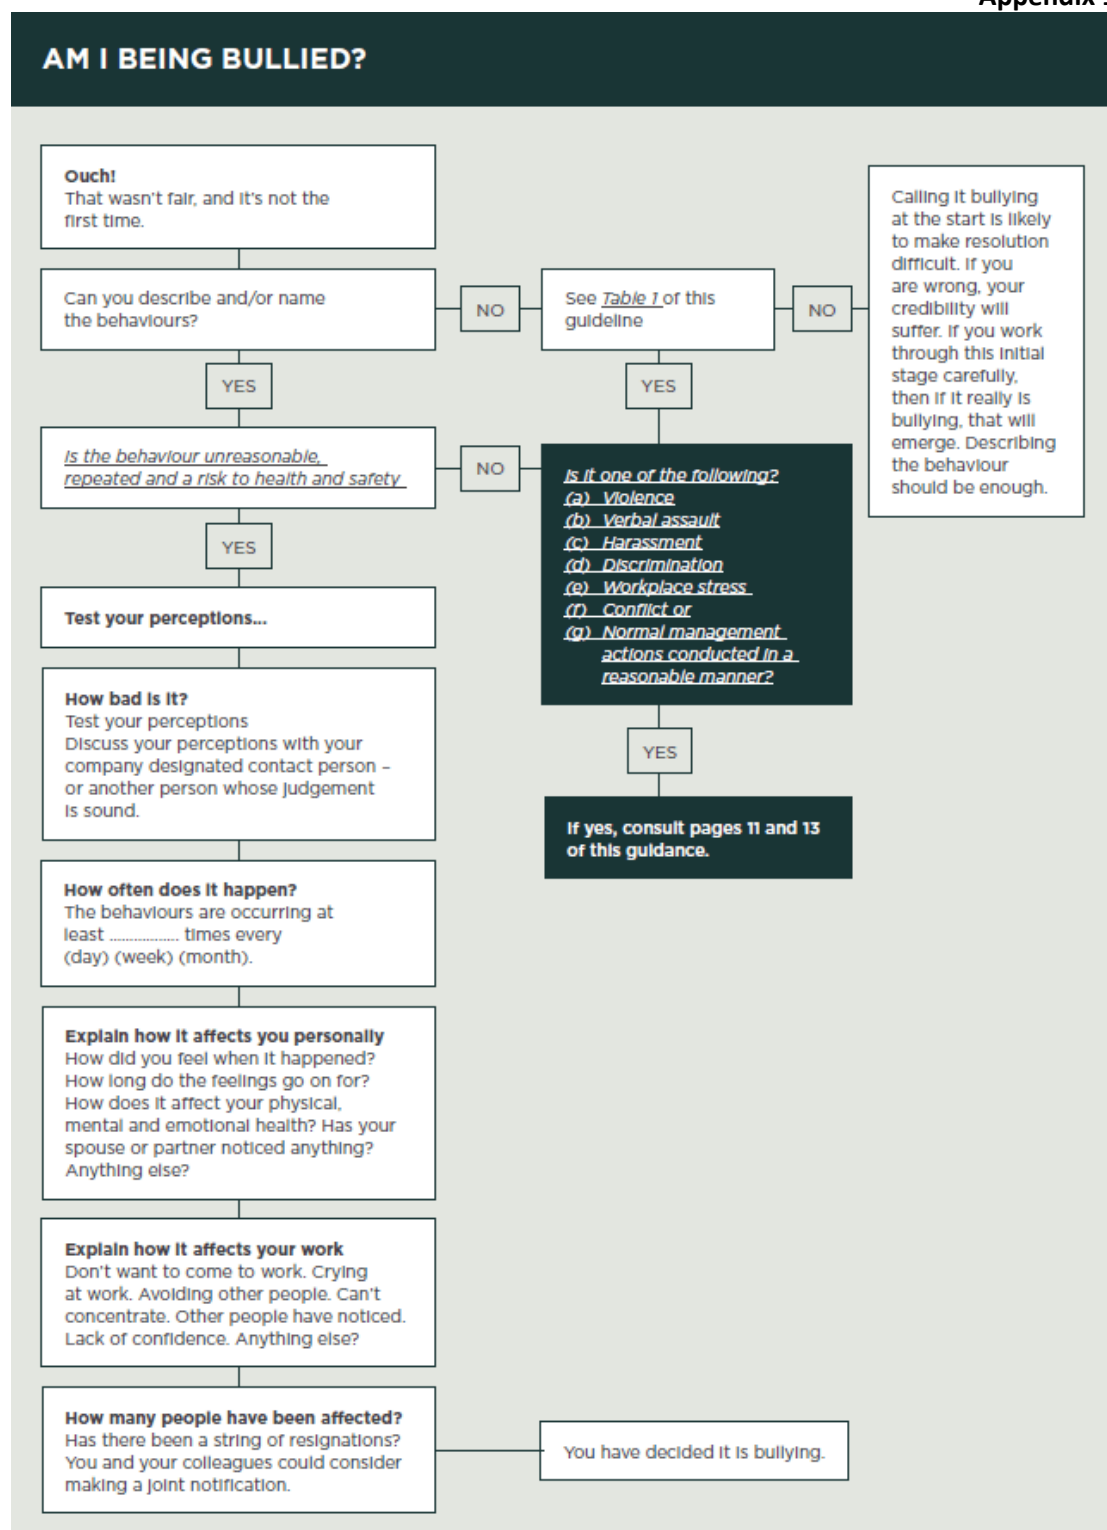 Appendix
AM I BEING BULLIED?
Ouch!
That wasn't fair, and it's not the
first time.
Can you describe and/or name
the behaviours?
NO
See Table 1 of this
guideline
NO
Calling it bullying
at the start is likely
to make resolution
difficult. If you
are wrong, your
credibility will
suffer. If you work
through this initial
stage carefully,
then if it really is
bullying, that will
emerge. Describing
the behaviour
should be enough.
YES
YES
Is the behaviour unreasonable,
repeated and a risk to health and safety
NO
Is it one of the following?
(a) Violence
(b) Verbal assault
(c) Harassment
(d) Discrimination
(e) Workplace stress
(f) Conflict or
(g) Normal management
actions conducted in a
reasonable manner?
YES
Test your perceptions...
How bad is it?
Test your perceptions
Discuss your perceptions with your
company designated contact person –
or another person whose judgement
is sound.
YES
If yes, consult pages 11 and 13
of this guidance.
How often does it happen?
The behaviours are occurring at
least .................. times every
(day) (week) (month).
Explain how it affects you personally
How did you feel when it happened?
How long do the feelings go on for?
How does it affect your physical,
mental and emotional health? Has your
spouse or partner noticed anything?
Anything else?
Explain how it affects your work
Don't want to come to work. Crying
at work. Avoiding other people. Can't
concentrate. Other people have noticed.
Lack of confidence. Anything else?
How many people have been affected?
Has there been a string of resignations?
You and your colleagues could consider
making a joint notification.
You have decided it is bullying.